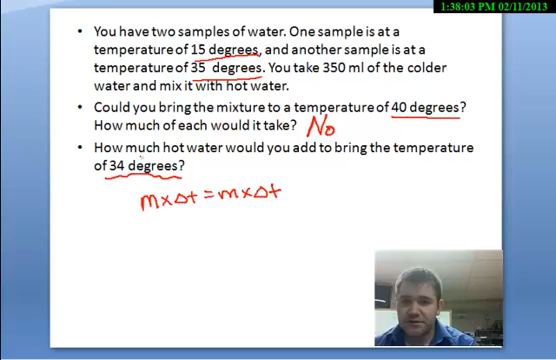 1:38:03 PM 02/11/2013
• You have two samples of water. One sample is at a
temperature of 15 degrees, and another sample is at a
temperature of 35 degrees. You take 350 ml of the colder
water and mix it with hot water.
• Could you bring the mixture to a temperature of 40 degrees?
How much of each would it take? No
• How much hot water would you add to bring the temperature
of 34 degrees?
m x Δt = m x Δt